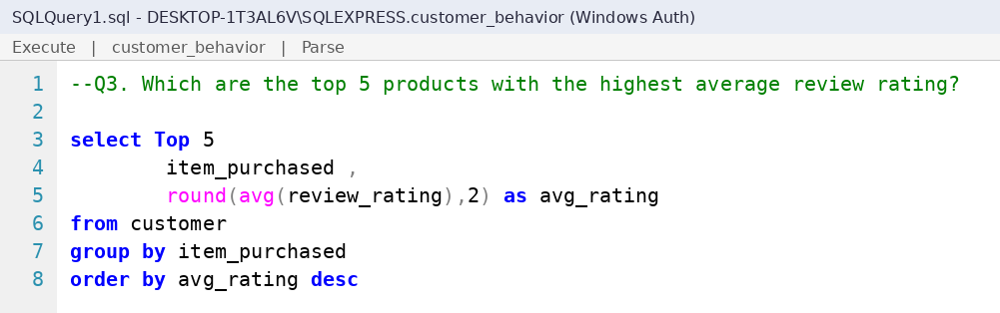 SQLQuery1.sql - DESKTOP-1T3AL6V\SQLEXPRESS.customer_behavior (Windows Auth)
Execute | customer_behavior | Parse
1 --Q3. Which are the top 5 products with the highest average review rating?
2
3 select Top 5
4 item_purchased ,
5 round(avg(review_rating),2) as avg_rating
6 from customer
7 group by item_purchased
8 order by avg_rating desc